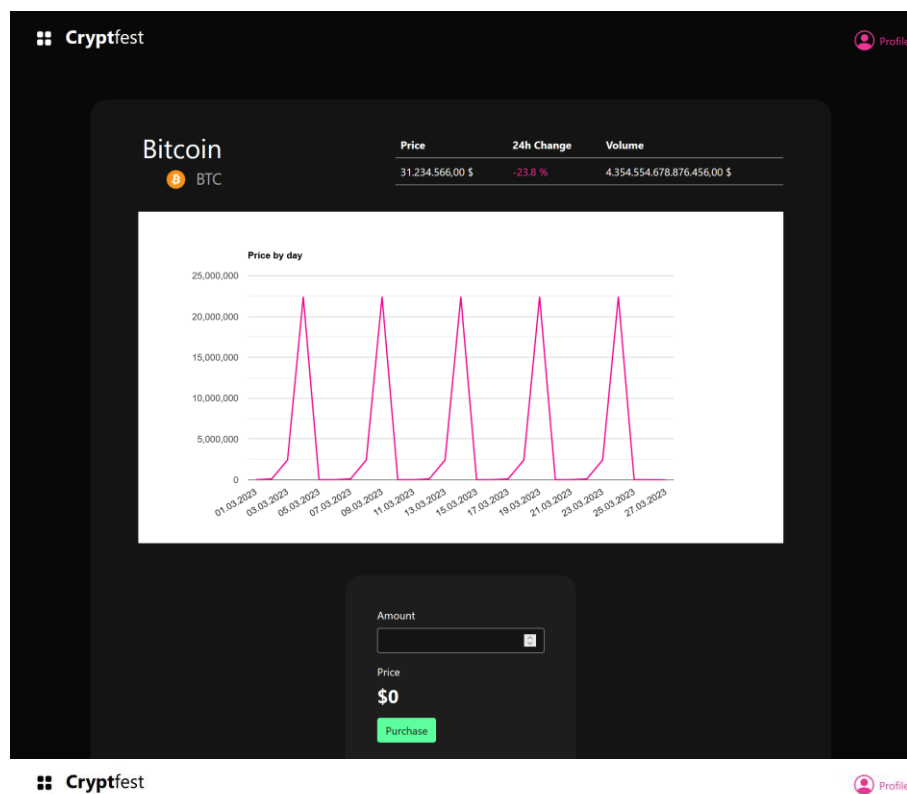 Cryptfest
Profile
Bitcoin
BTC
Price 24h Change Volume
31.234.566,00 $ -23.8 % 4.354.554.678.876.456,00 $
Price by day
25,000,000
20,000,000
15,000,000
10,000,000
5,000,000
0
01.03.2023 03.03.2023 05.03.2023 07.03.2023 09.03.2023 11.03.2023 13.03.2023 15.03.2023 17.03.2023 19.03.2023 21.03.2023 23.03.2023 25.03.2023 27.03.2023
Amount
Price
$0
Purchase
Cryptfest
Profile